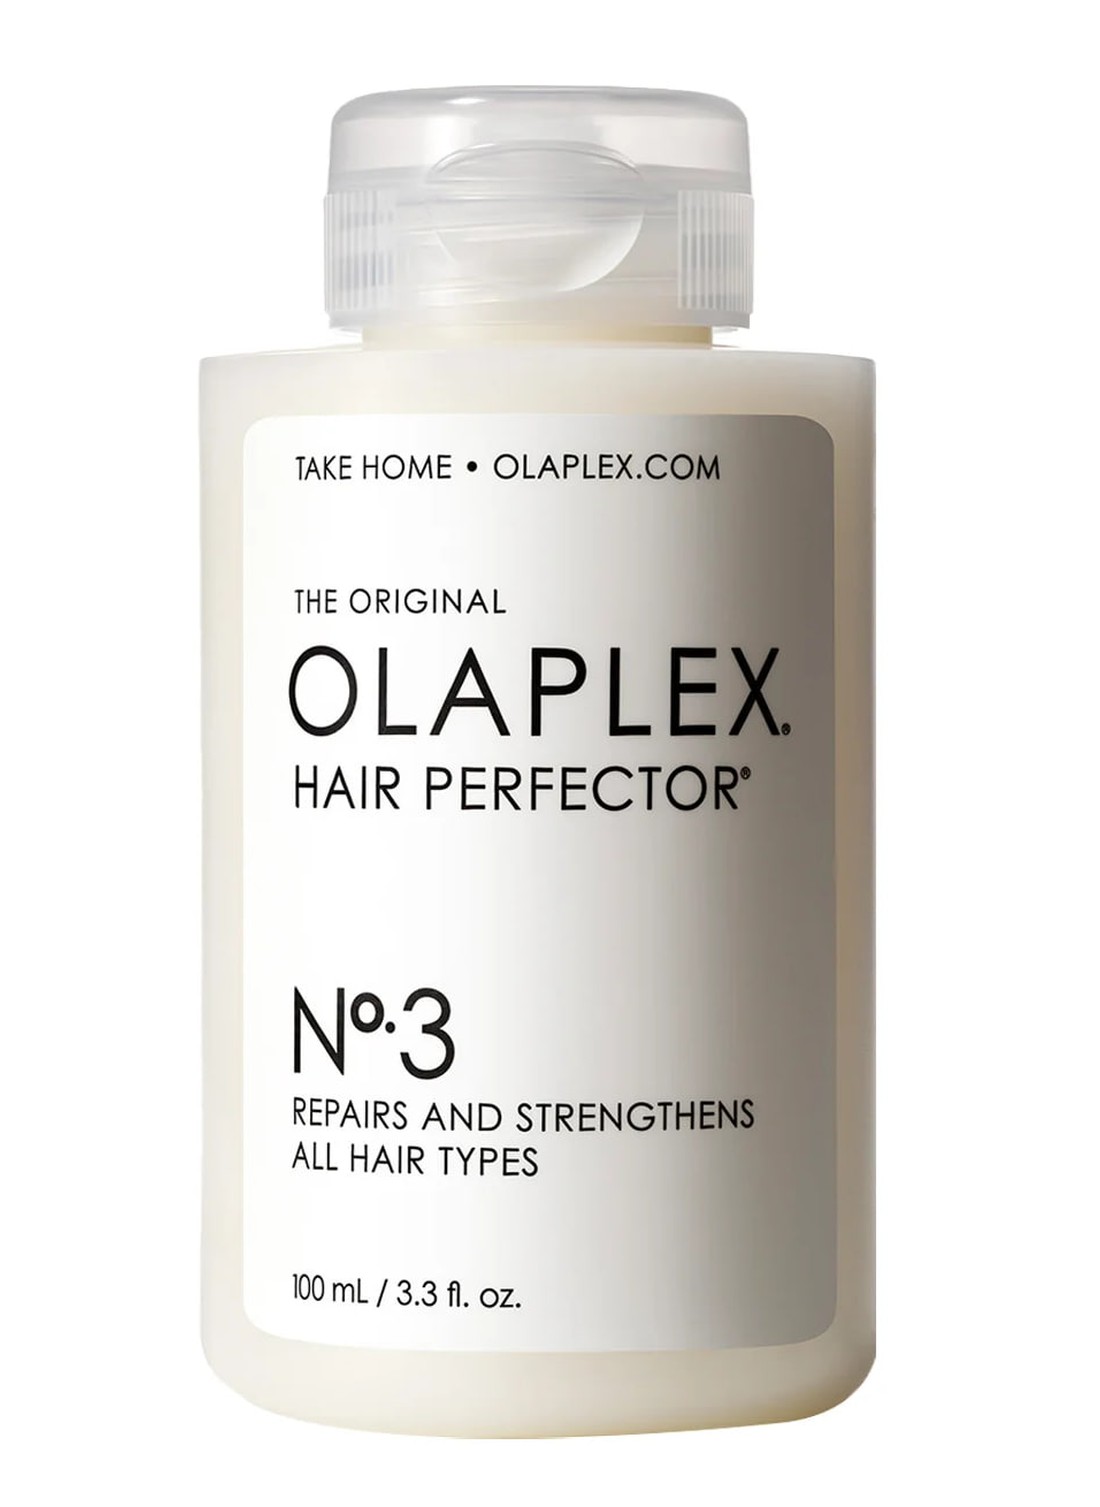 TAKE HOME • OLAPLEX.COM
THE ORIGINAL
OLAPLEX®
HAIR PERFECTOR®
Nº.3
REPAIRS AND STRENGTHENS
ALL HAIR TYPES
100 mL / 3.3 fl. oz.